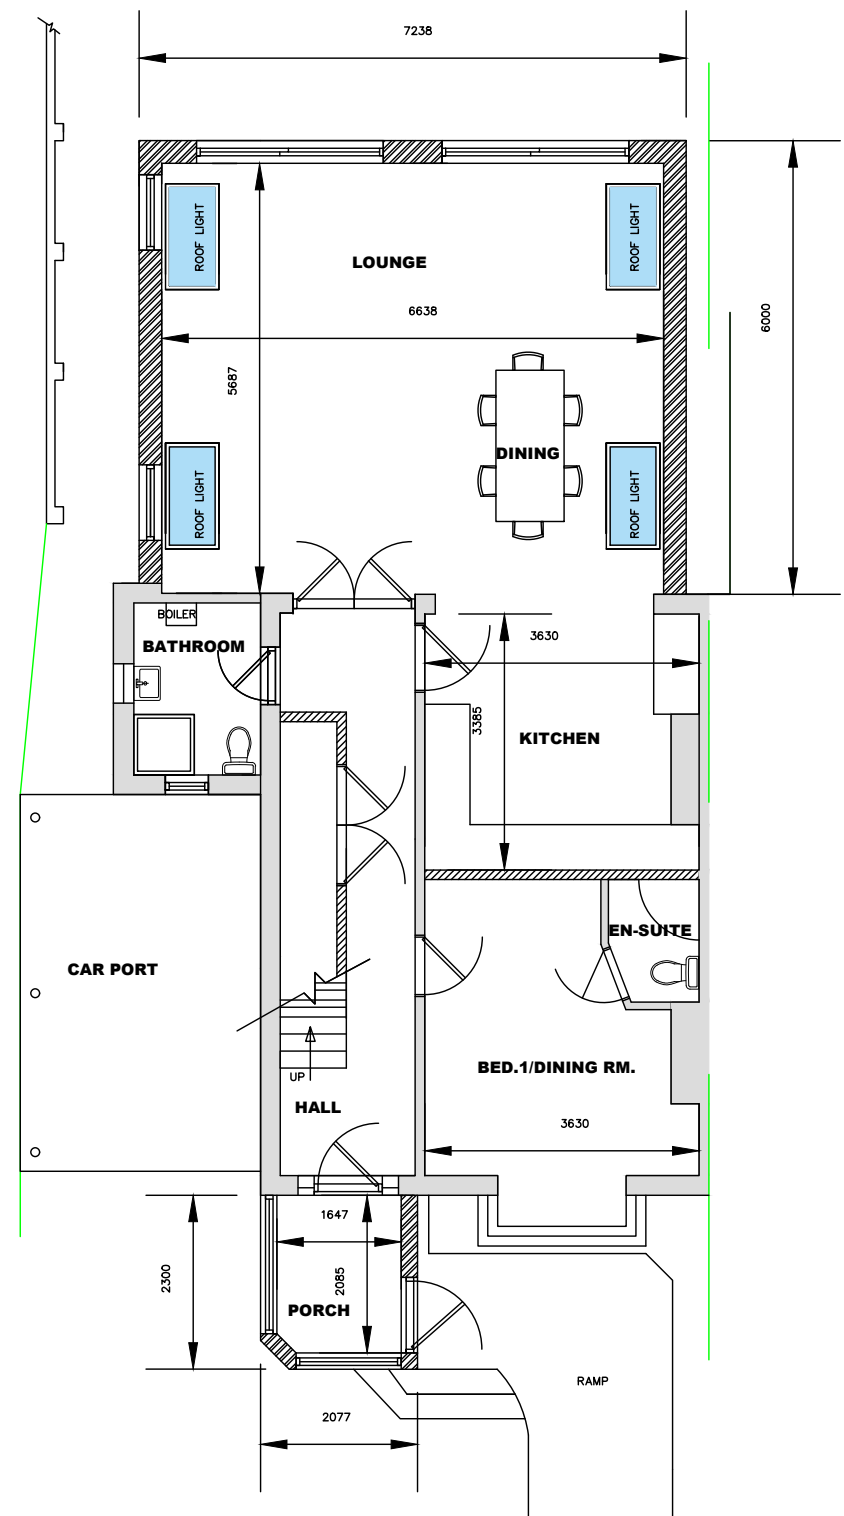 7238
ROOF LIGHT
ROOF LIGHT
LOUNGE
6638
6000
5687
DINING
ROOF LIGHT
ROOF LIGHT
BOILER
BATHROOM
3630
3385
KITCHEN
EN-SUITE
CAR PORT
BED.1/DINING RM.
UP
HALL
3630
1647
2300
2085
PORCH
RAMP
2077